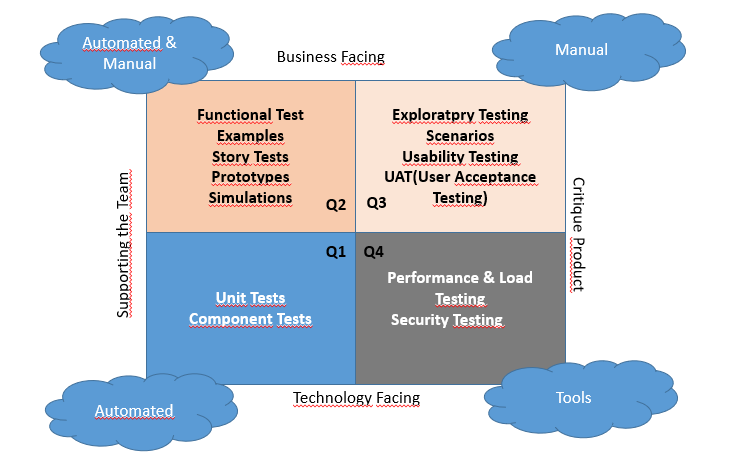 Automated &
Manual
Business Facing
Manual
Functional Test
Examples
Story Tests
Prototypes
Simulations
Q2
Exploratpry Testing
Scenarios
Usability Testing
UAT(User Acceptance
Testing)
Q3
Supporting the Team
Critique Product
Q1
Unit Tests
Component Tests
Q4
Performance & Load
Testing
Security Testing
Automated
Technology Facing
Tools